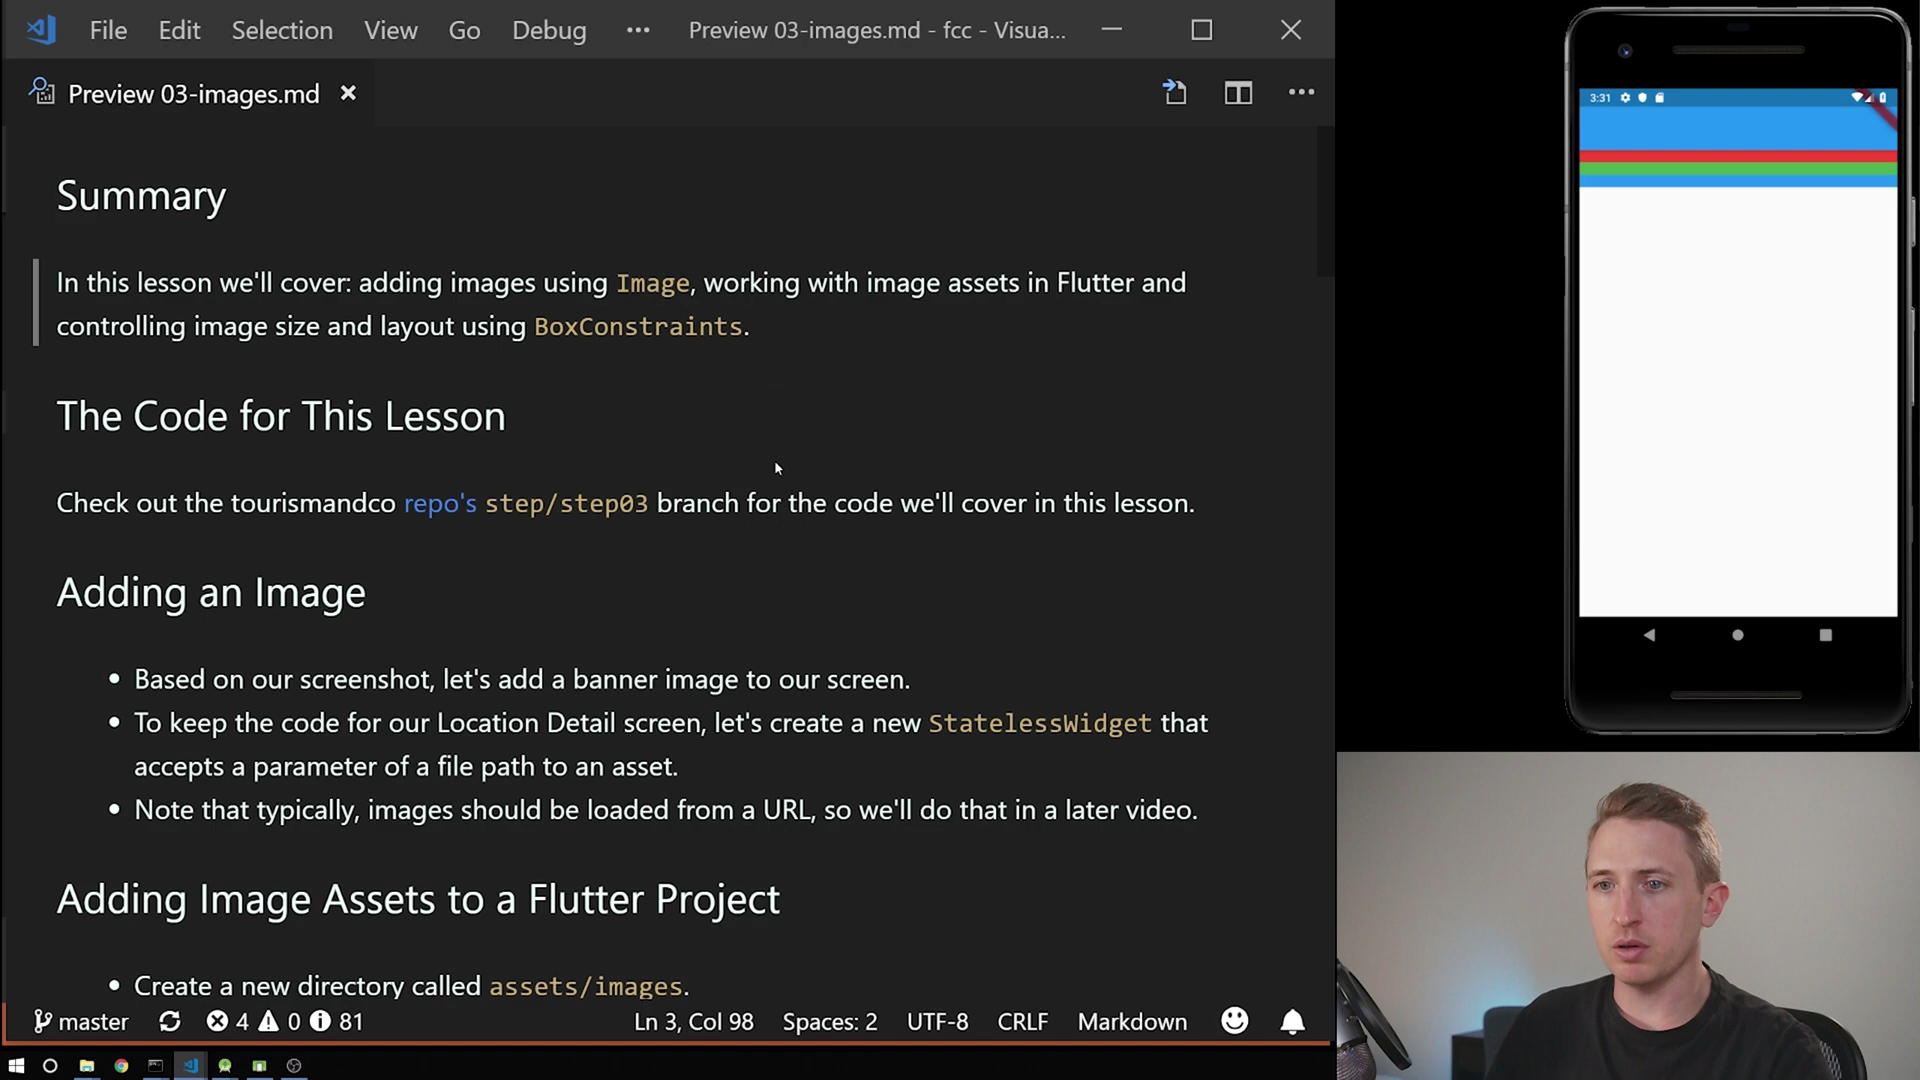 File Edit Selection View Go Debug ··· Preview 03-images.md - fcc - Visua...
Preview 03-images.md
Summary
In this lesson we'll cover: adding images using Image, working with image assets in Flutter and
controlling image size and layout using BoxConstraints.
The Code for This Lesson
Check out the tourismandco repo's step/step03 branch for the code we'll cover in this lesson.
Adding an Image
• Based on our screenshot, let's add a banner image to our screen.
• To keep the code for our Location Detail screen, let's create a new StatelessWidget that
accepts a parameter of a file path to an asset.
• Note that typically, images should be loaded from a URL, so we'll do that in a later video.
Adding Image Assets to a Flutter Project
• Create a new directory called assets/images.
master 4 0 81 Ln 3, Col 98 Spaces: 2 UTF-8 CRLF Markdown
3:31